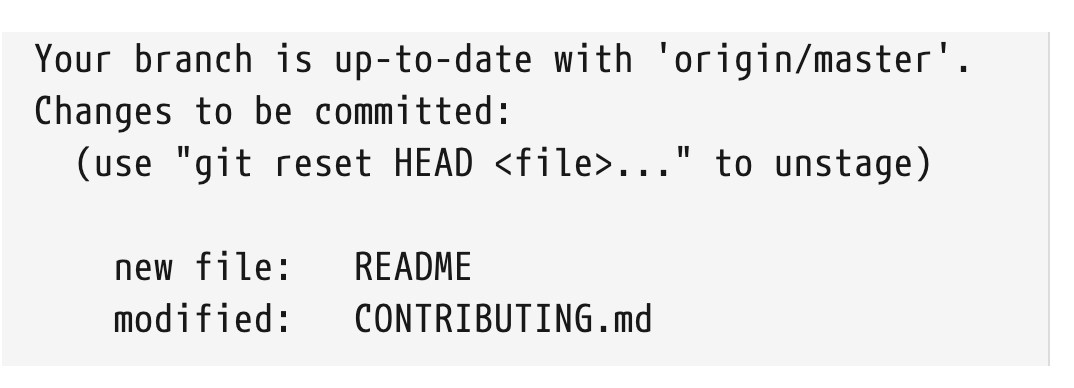 Your branch is up-to-date with 'origin/master'.
Changes to be committed:
  (use "git reset HEAD <file>..." to unstage)

    new file:   README
    modified:   CONTRIBUTING.md